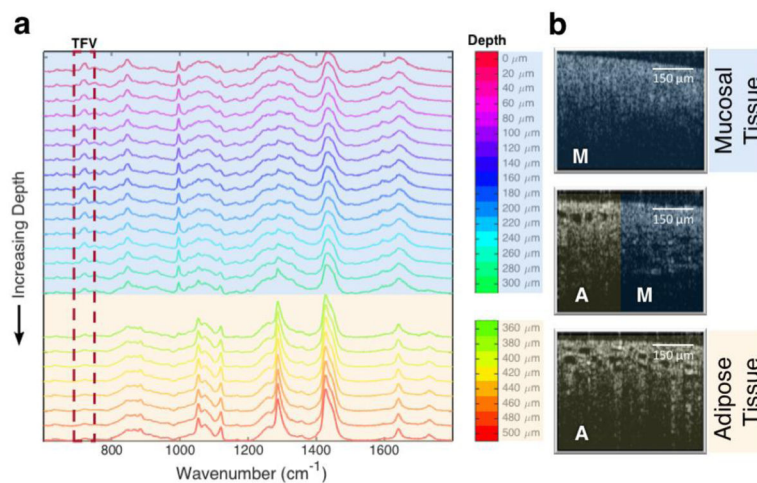 a
b
TFV
Depth
0 μm
20 μm
40 μm
60 μm
80 μm
100 μm
120 μm
140 μm
160 μm
180 μm
200 μm
220 μm
240 μm
260 μm
280 μm
300 μm
360 μm
380 μm
400 μm
420 μm
440 μm
460 μm
480 μm
500 μm
Increasing Depth
800
1000
1200
1400
1600
Wavenumber (cm-1)
150 μm
M
Mucosal
Tissue
150 μm
A
M
150 μm
A
Adipose
Tissue